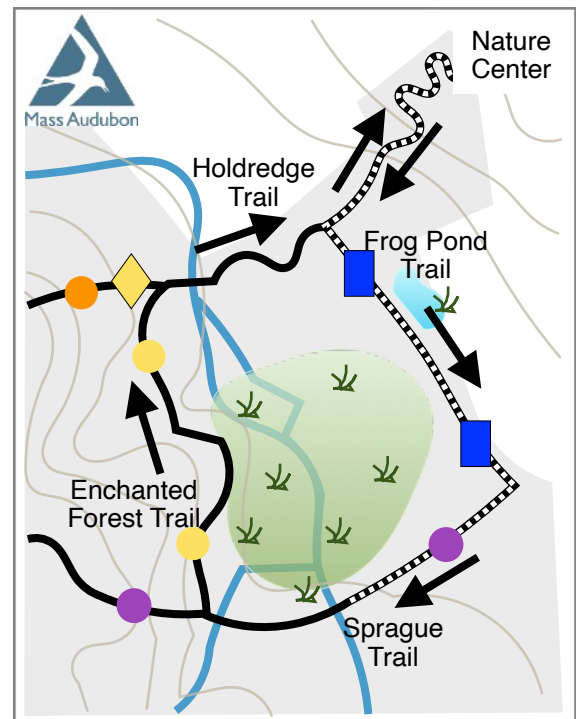 Mass Audubon
Nature
Center
Holdredge
Trail
Frog Pond
Trail
Enchanted
Forest Trail
Sprague
Trail